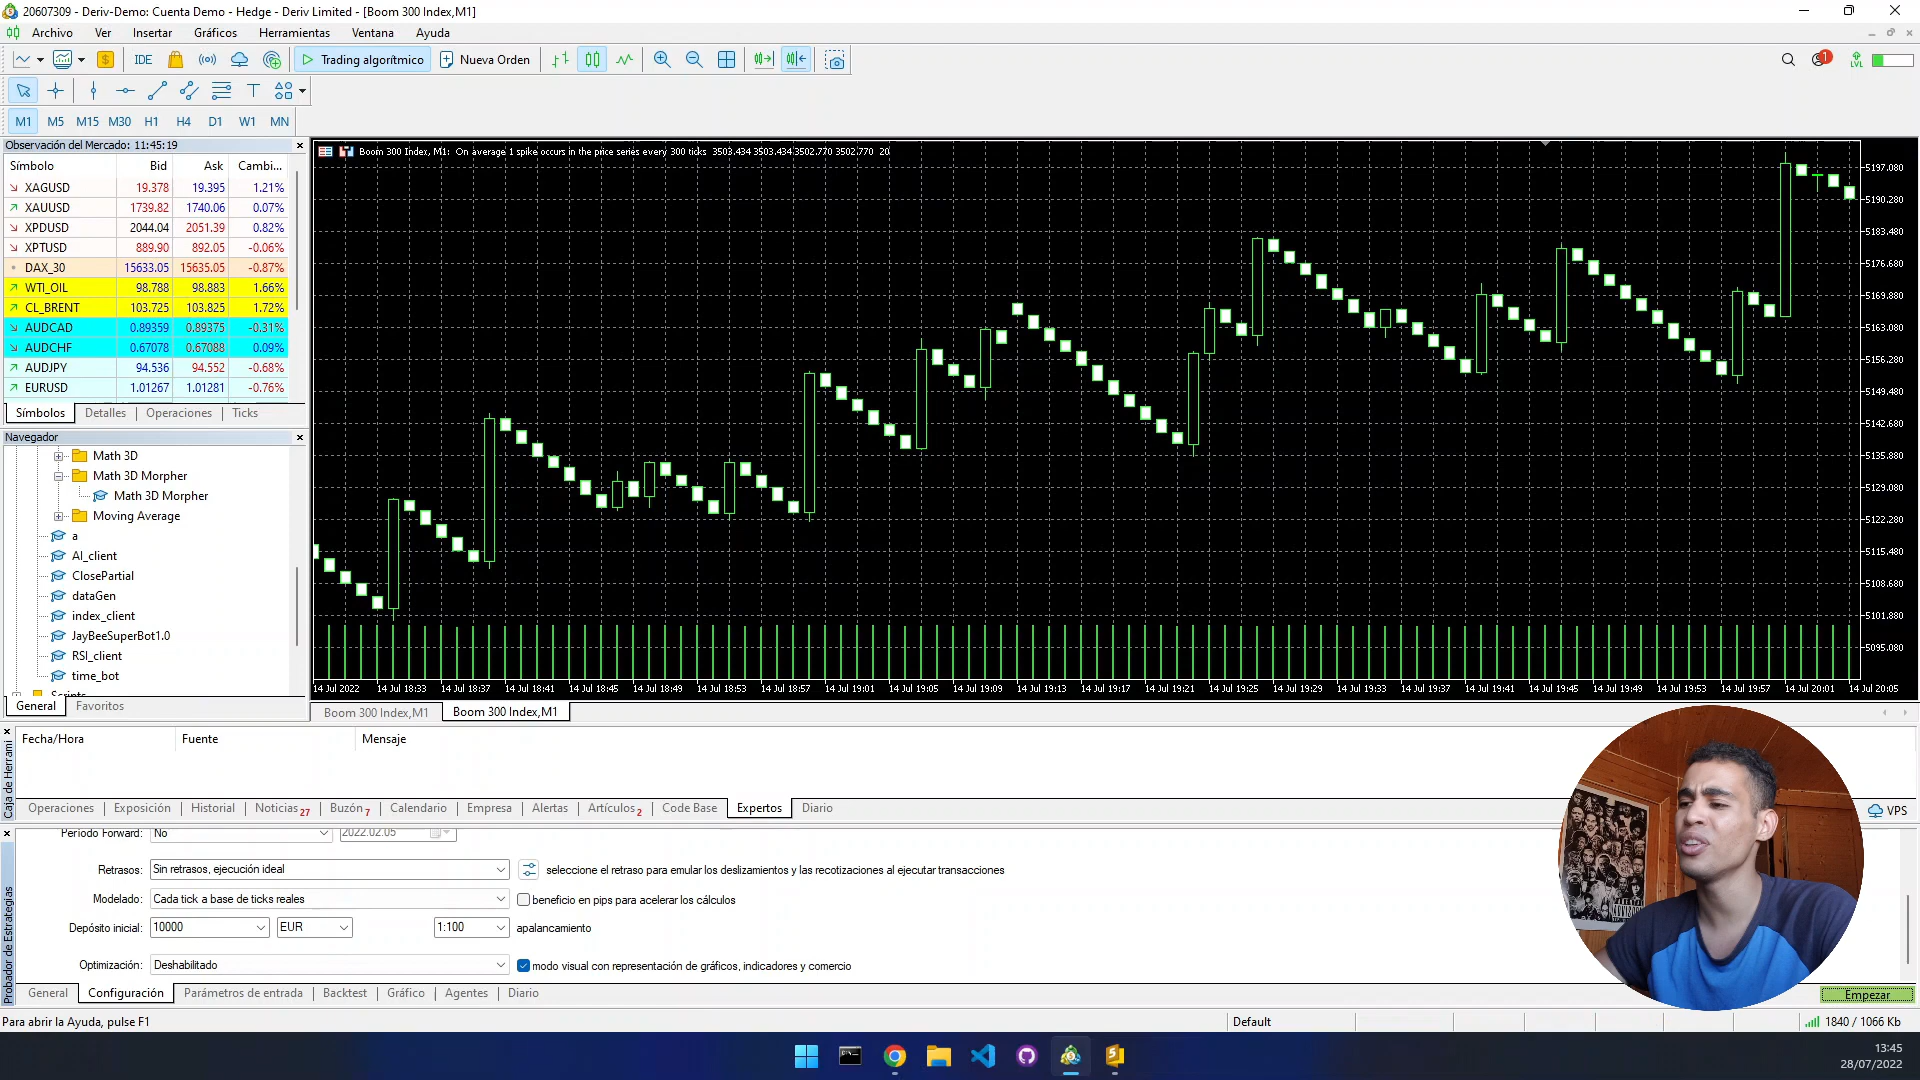 20607309 - Deriv-Demo: Cuenta Demo - Hedge - Deriv Limited - [Boom 300 Index,M1]
Archivo Ver Insertar Gráficos Herramientas Ventana Ayuda
IDE Trading algorítmico Nueva Orden 1 LVL
M1 M5 M15 M30 H1 H4 D1 W1 MN
Observación del Mercado: 11:45:19
Símbolo Bid Ask Cambi...
XAGUSD 19.378 19.395 1.21%
XAUUSD 1739.82 1740.06 0.07%
XPDUSD 2044.04 2051.39 0.82%
XPTUSD 889.90 892.05 -0.06%
DAX_30 15633.05 15635.05 -0.87%
WTI_OIL 98.788 98.883 1.66%
CL_BRENT 103.725 103.825 1.72%
AUDCAD 0.89359 0.89375 -0.31%
AUDCHF 0.67078 0.67088 0.09%
AUDJPY 94.536 94.552 -0.68%
EURUSD 1.01267 1.01281 -0.76%
Símbolos Detalles Operaciones Ticks
Navegador
Math 3D
Math 3D Morpher
Math 3D Morpher
Moving Average
a
AI_client
ClosePartial
dataGen
index_client
JayBeeSuperBot1.0
RSI_client
time_bot
Scripts
General Favoritos
Boom 300 Index, M1: On average 1 spike occurs in the price series every 300 ticks 3503.434 3503.434 3502.770 3502.770 20
5197.080
5190.280
5183.480
5176.680
5169.880
5163.080
5156.280
5149.480
5142.680
5135.880
5129.080
5122.280
5115.480
5108.680
5101.880
5095.080
14 Jul 2022 14 Jul 18:33 14 Jul 18:37 14 Jul 18:41 14 Jul 18:45 14 Jul 18:49 14 Jul 18:53 14 Jul 18:57 14 Jul 19:01 14 Jul 19:05 14 Jul 19:09 14 Jul 19:13 14 Jul 19:17 14 Jul 19:21 14 Jul 19:25 14 Jul 19:29 14 Jul 19:33 14 Jul 19:37 14 Jul 19:41 14 Jul 19:45 14 Jul 19:49 14 Jul 19:53 14 Jul 19:57 14 Jul 20:01 14 Jul 20:05
Boom 300 Index,M1 Boom 300 Index,M1
Caja de Herrami
Fecha/Hora Fuente Mensaje
Operaciones Exposición Historial Noticias 27 Buzón 7 Calendario Empresa Alertas Artículos 2 Code Base Expertos Diario
VPS
Probador de Estrategias
Período Forward: No 2022.02.05
Retrasos: Sin retrasos, ejecución ideal seleccione el retraso para emular los deslizamientos y las recotizaciones al ejecutar transacciones
Modelado: Cada tick a base de ticks reales beneficio en pips para acelerar los cálculos
Depósito inicial: 10000 EUR 1:100 apalancamiento
Optimización: Deshabilitado modo visual con representación de gráficos, indicadores y comercio
General Configuración Parámetros de entrada Backtest Gráfico Agentes Diario
Empezar
Para abrir la Ayuda, pulse F1 Default 1840 / 1066 Kb
13:45
28/07/2022